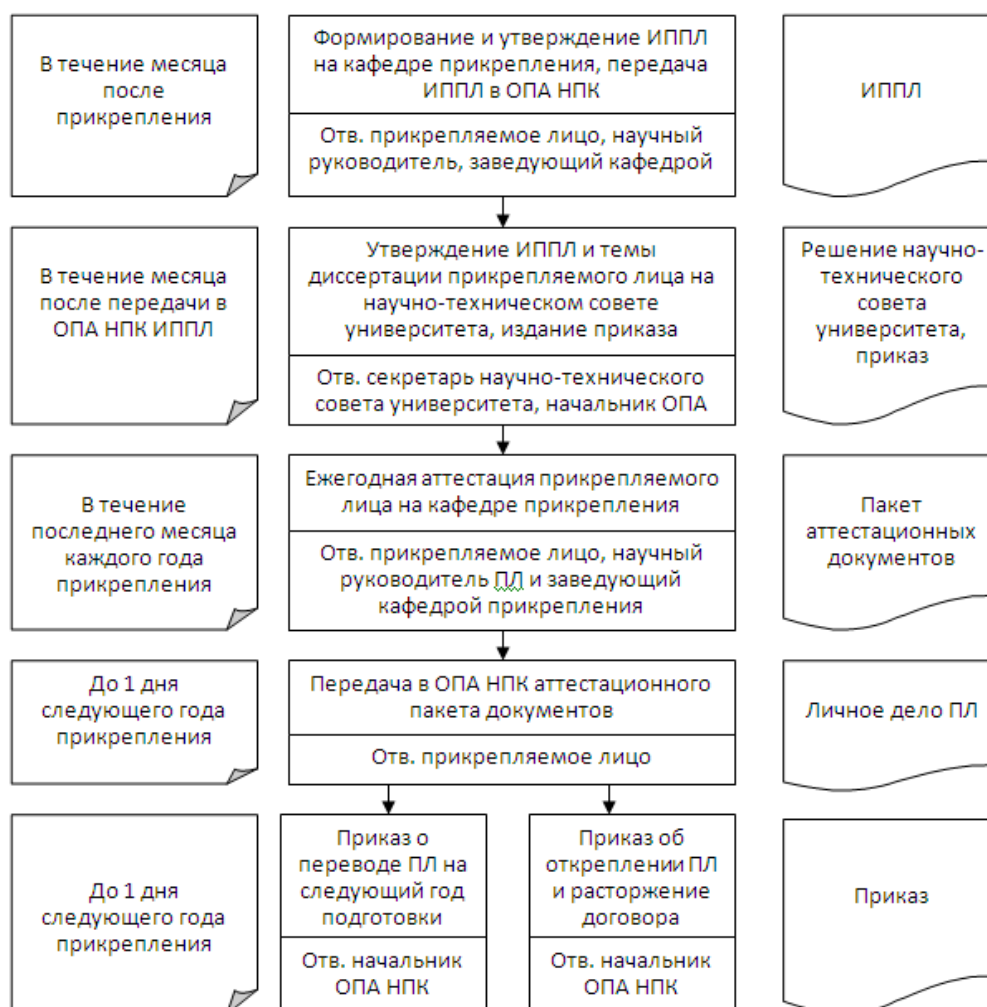 В течение месяца
после
прикрепления
Формирование и утверждение ИППЛ
на кафедре прикрепления, передача
ИППЛ в ОПА НПК
Отв. прикрепляемое лицо, научный
руководитель, заведующий кафедрой
ИППЛ
В течение месяца
после передачи в
ОПА НПК ИППЛ
Утверждение ИППЛ и темы
диссертации прикрепляемого лица на
научно-техническом совете
университета, издание приказа
Отв. секретарь научно-технического
совета университета, начальник ОПА
Решение научно-
технического
совета
университета,
приказ
В течение
последнего месяца
каждого года
прикрепления
Ежегодная аттестация прикрепляемого
лица на кафедре прикрепления
Отв. прикрепляемое лицо, научный
руководитель ПЛ и заведующий
кафедрой прикрепления
Пакет
аттестационных
документов
До 1 дня
следующего года
прикрепления
Передача в ОПА НПК аттестационного
пакета документов
Отв. прикрепляемое лицо
Личное дело ПЛ
До 1 дня
следующего года
прикрепления
Приказ о
переводе ПЛ на
следующий год
подготовки
Отв. начальник
ОПА НПК
Приказ об
откреплении ПЛ
и расторжение
договора
Отв. начальник
ОПА НПК
Приказ